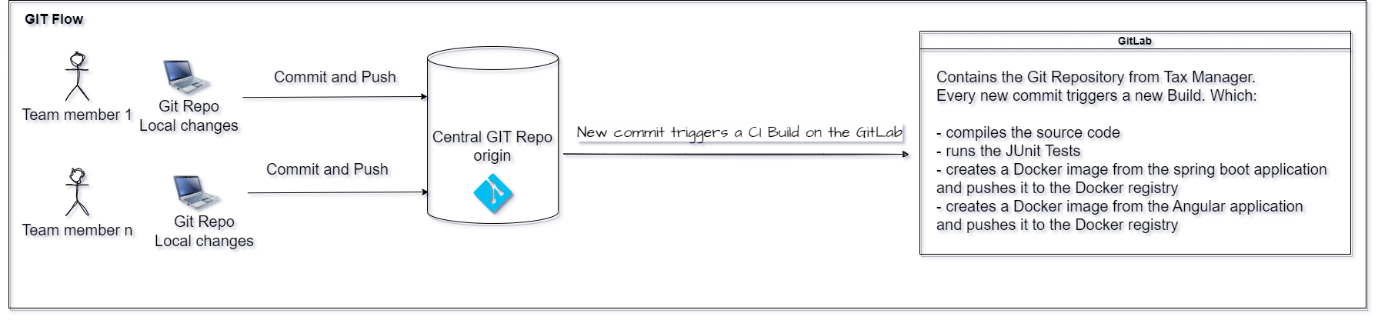 GIT Flow
Team member 1
Git Repo
Local changes
Commit and Push
Team member n
Git Repo
Local changes
Commit and Push
Central GIT Repo
origin
New commit triggers a CI Build on the GitLab
GitLab
Contains the Git Repository from Tax Manager.
Every new commit triggers a new Build. Which:
- compiles the source code
- runs the JUnit Tests
- creates a Docker image from the spring boot application
and pushes it to the Docker registry
- creates a Docker image from the Angular application
and pushes it to the Docker registry